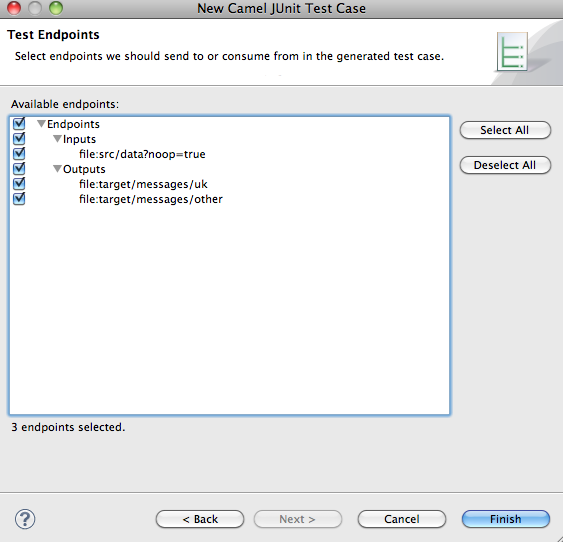 New Camel JUnit Test Case
Test Endpoints
Select endpoints we should send to or consume from in the generated test case.
Available endpoints:
Endpoints
Inputs
file:src/data?noop=true
Outputs
file:target/messages/uk
file:target/messages/other
Select All
Deselect All
3 endpoints selected.
?
< Back
Next >
Cancel
Finish